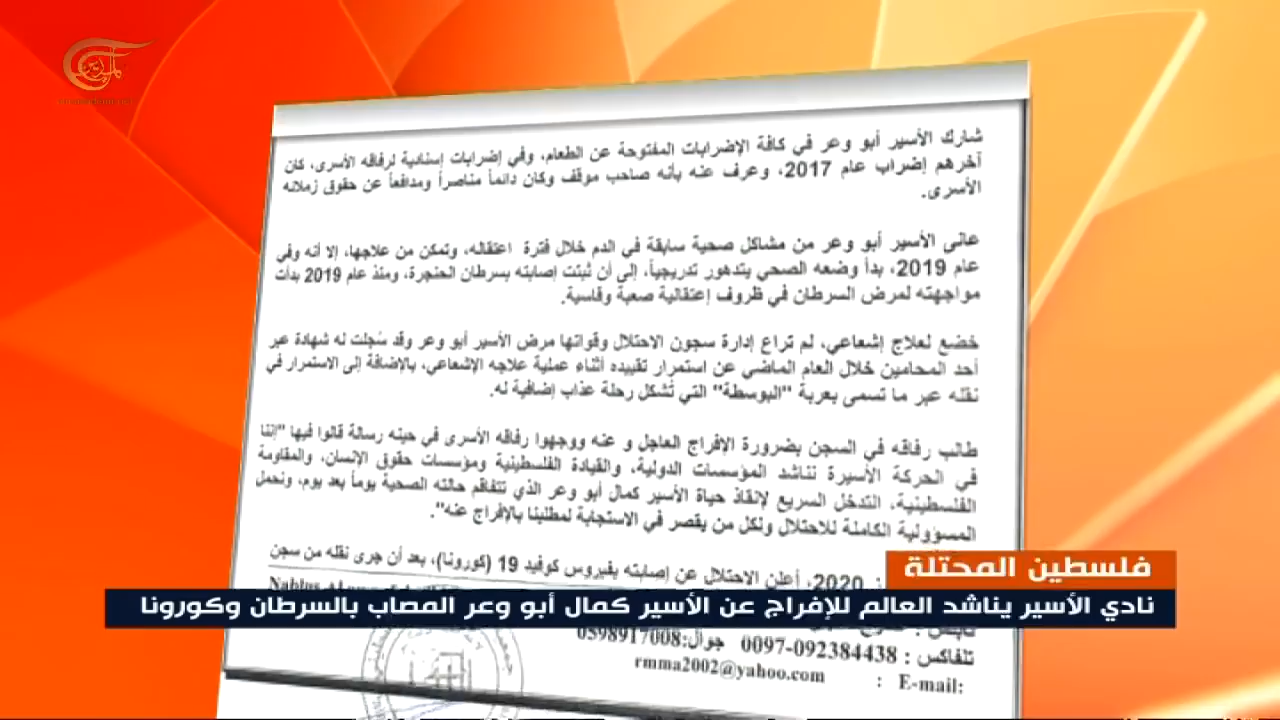 الميادين
شارك الأسير أبو وعر في كافة الإضرابات المفتوحة عن الطعام، وفي إضرابات إسنادية لرفاقه الأسرى، كان
آخرهم إضراب عام 2017، وعرف عنه بأنه صاحب موقف وكان دائماً مناصراً ومدافعاً عن حقوق زملائه
الأسرى.
عانى الأسير أبو وعر من مشاكل صحية سابقة في الدم خلال فترة اعتقاله، وتمكن من علاجها، إلا أنه وفي
عام 2019، بدأ وضعه الصحي يتدهور تدريجياً، إلى أن ثبتت إصابته بسرطان الحنجرة، ومنذ عام 2019 بدأت
مواجهته لمرض السرطان في ظروف إعتقالية صعبة وقاسية.
خضع لعلاج إشعاعي، لم تراع إدارة سجون الاحتلال وقواتها مرض الأسير أبو وعر وقد سُجلت له شهادة عبر
أحد المحامين خلال العام الماضي عن استمرار تقييده أثناء عملية علاجه الإشعاعي، بالإضافة إلى الاستمرار في
نقله عبر ما تسمى بعربة "البوسطة" التي تُشكل رحلة عذاب إضافية له.
طالب رفاقه في السجن بضرورة الإفراج العاجل و عنه ووجهوا رفاقه الأسرى في حينه رسالة قالوا فيها "إننا
في الحركة الأسيرة نناشد المؤسسات الدولية، والقيادة الفلسطينية ومؤسسات حقوق الإنسان، والمقاومة
الفلسطينية، التدخل السريع لإنقاذ حياة الأسير كمال أبو وعر الذي تتفاقم حالته الصحية يوماً بعد يوم، ونحمل
المسؤولية الكاملة للاحتلال ولكل من يقصر في الاستجابة لمطلبنا بالإفراج عنه".
2020، أعلن الاحتلال عن إصابته بفيروس كوفيد 19 (كورونا)، بعد أن جرى نقله من سجن
فلسطين المحتلة
Nablus
نادي الأسير يناشد العالم للإفراج عن الأسير كمال أبو وعر المصاب بالسرطان وكورونا
تلفاكس : 0097-092384438 جوال:0598917008
E-mail: : rmma2002@yahoo.com